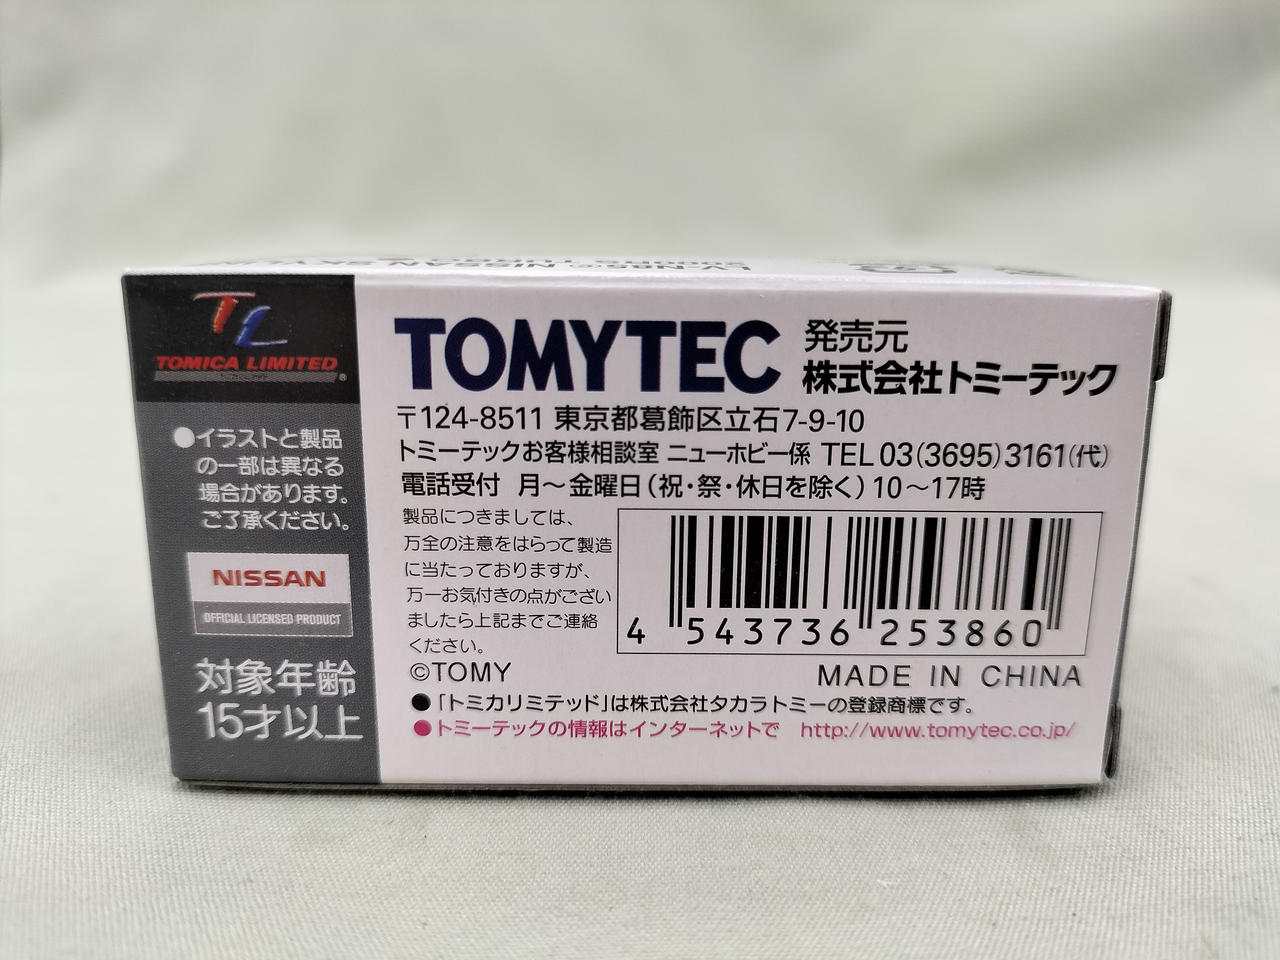 LV-N85 NISSAN SKYLINE
2000RS TURBO
TL
TOMICA LIMITED
●イラストと製品
の一部は異なる
場合があります。
ご了承ください。
NISSAN
OFFICIAL LICENSED PRODUCT
対象年齢
15才以上
TOMYTEC
発売元
株式会社トミーテック
〒124-8511 東京都葛飾区立石7-9-10
トミーテックお客様相談室 ニューホビー係 TEL 03(3695)3161(代)
電話受付 月〜金曜日(祝・祭・休日を除く)10〜17時
製品につきましては、
万全の注意をはらって製造
に当たっておりますが、
万一お気付きの点がござい
ましたら上記までご連絡
ください。
4 543736 253860
©TOMY
MADE IN CHINA
●「トミカリミテッド」は株式会社タカラトミーの登録商標です。
●トミーテックの情報はインターネットで http://www.tomytec.co.jp/